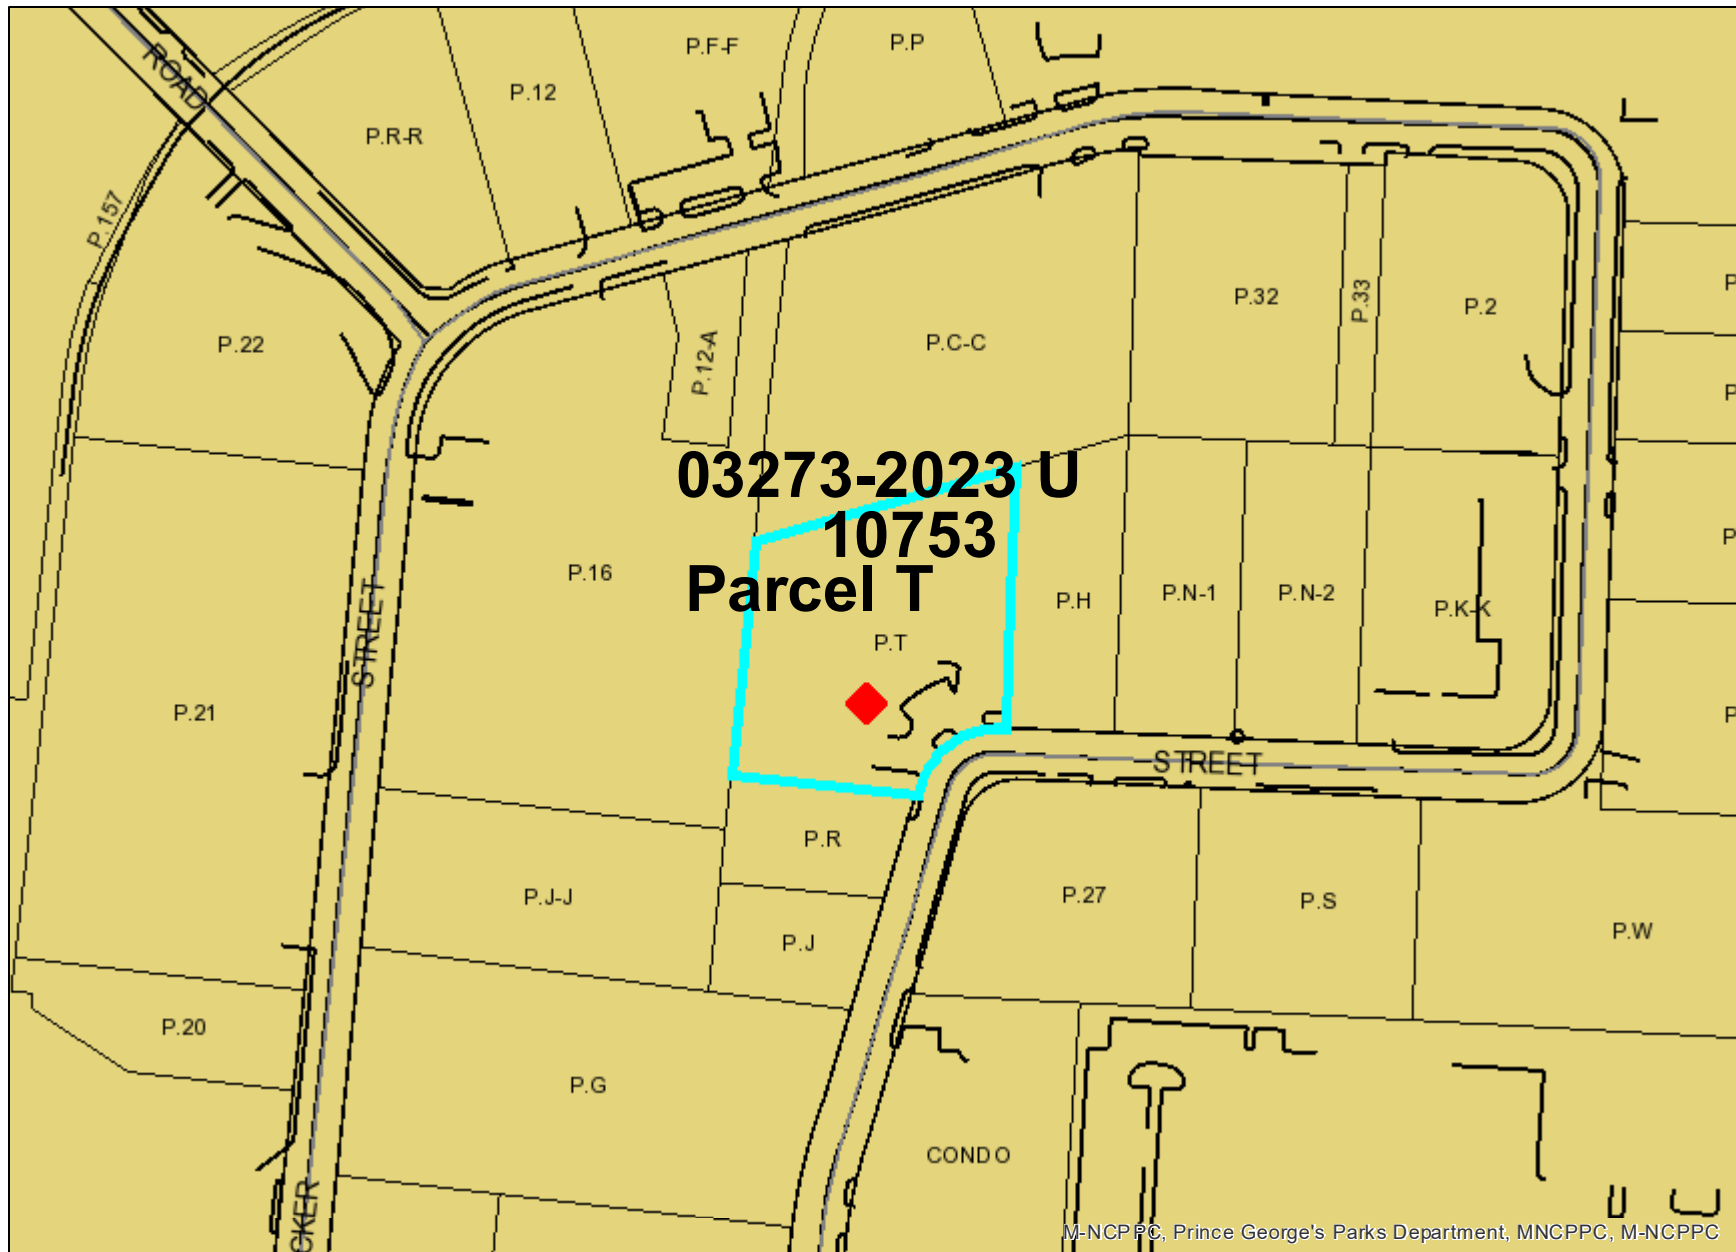 P.F-F
P.P
ROAD
P.12
P.R-R
P.157
P.32
P.33
P.2
P.22
P.C-C
P.12-A
03273-2023 U
10753
Parcel T
P.16
P.H
P.N-1
P.N-2
P.K-K
STREET
P.T
P.21
STREET
P.R
P.J-J
P.27
P.S
P.W
P.J
P.20
P.G
CONDO
CKER
M-NCPPC, Prince George's Parks Department, MNCPPC, M-NCPPC